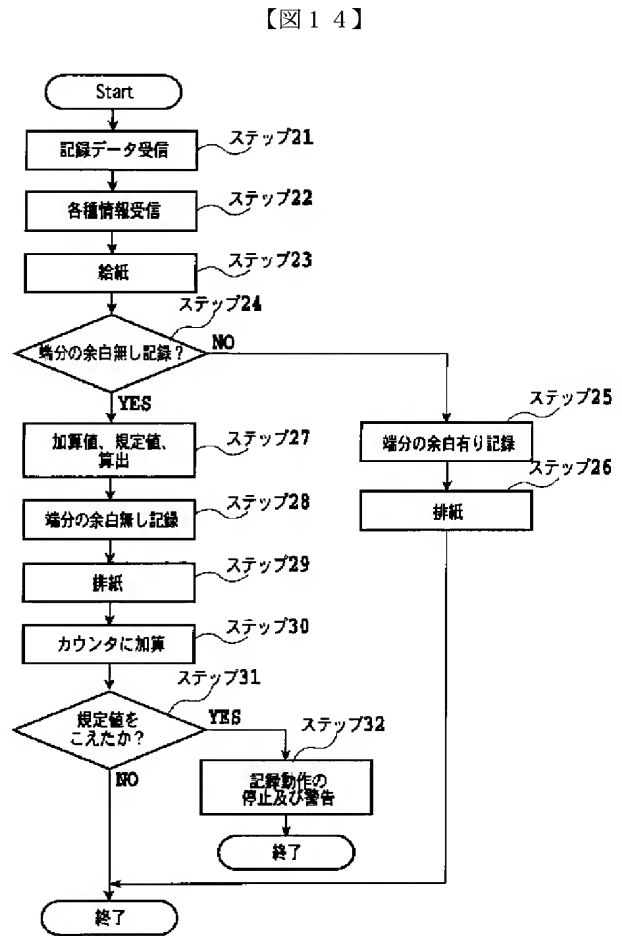 【図１４】
Start
記録データ受信
ステップ21
各種情報受信
ステップ22
給紙
ステップ23
ステップ24
端分の余白無し記録？
NO
YES
ステップ25
端分の余白有り記録
ステップ26
排紙
加算値、規定値、
算出
ステップ27
端分の余白無し記録
ステップ28
排紙
ステップ29
カウンタに加算
ステップ30
ステップ31
規定値を
こえたか？
YES
NO
ステップ32
記録動作の
停止及び警告
終了
終了